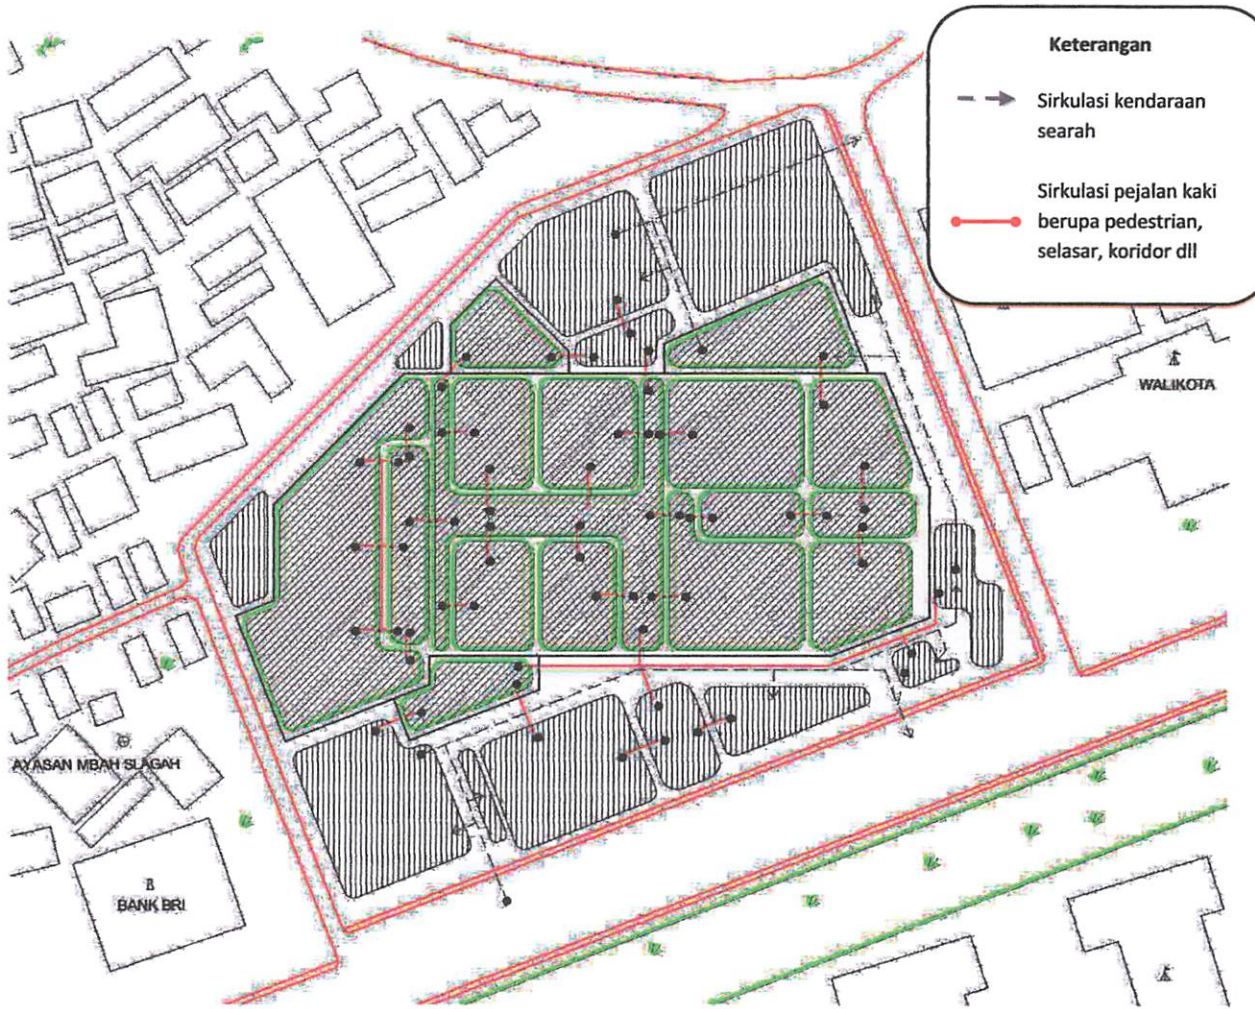 Keterangan
Sirkulasi kendaraan
searah
Sirkulasi pejalan kaki
berupa pedestrian,
selasar, koridor dll
WALIKOTA
AYASAN MBAH SLAGAH
BANK BRI